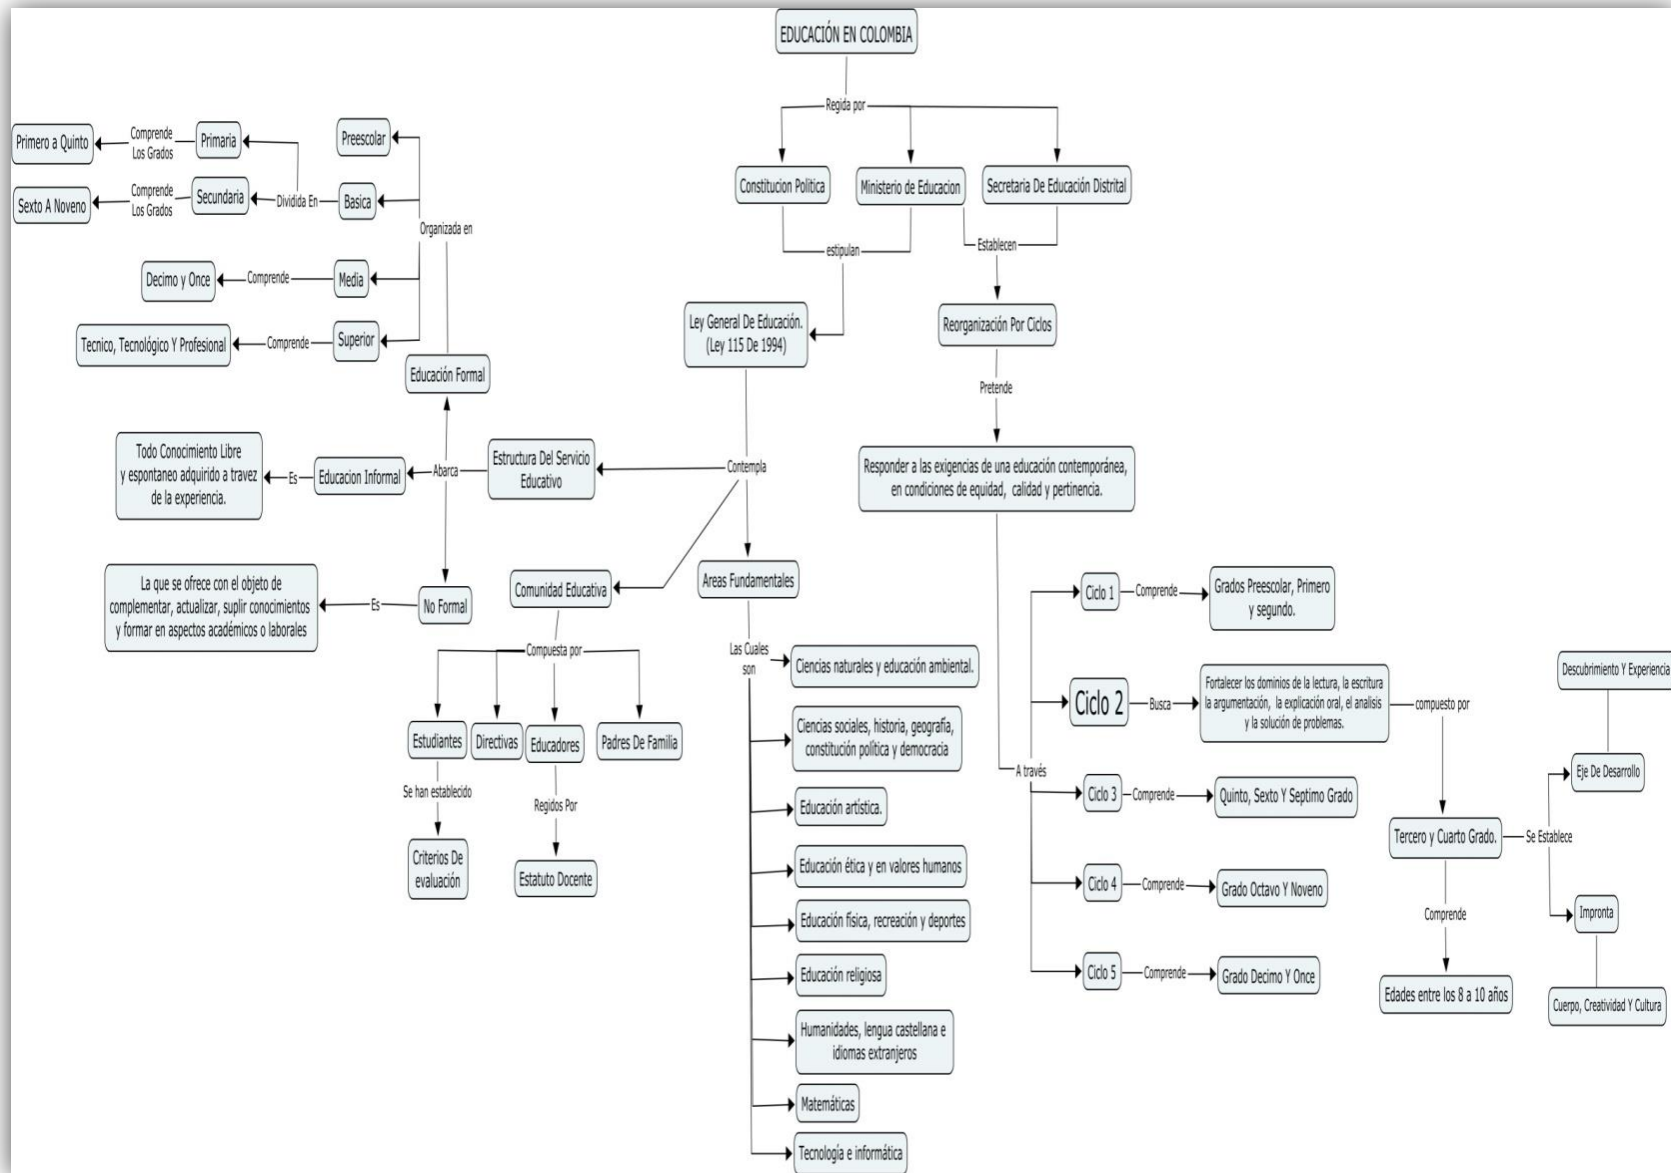 EDUCACIÓN EN COLOMBIA
Regida por
Constitucion Politica
Ministerio de Educacion
Secretaria De Educación Distrital
estipulan
Establecen
Ley General De Educación.
(Ley 115 De 1994)
Reorganización Por Ciclos
Pretende
Responder a las exigencias de una educación contemporánea,
en condiciones de equidad, calidad y pertinencia.
Contempla
Estructura Del Servicio
Educativo
Abarca
Educación Formal
Organizada en
Preescolar
Basica
Dividida En
Primaria
Comprende
Los Grados
Primero a Quinto
Secundaria
Comprende
Los Grados
Sexto A Noveno
Media
Comprende
Decimo y Once
Superior
Comprende
Tecnico, Tecnológico Y Profesional
Educacion Informal
Es
Todo Conocimiento Libre
y espontaneo adquirido a travez
de la experiencia.
No Formal
Es
La que se ofrece con el objeto de
complementar, actualizar, suplir conocimientos
y formar en aspectos académicos o laborales
Comunidad Educativa
Compuesta por
Estudiantes
Directivas
Educadores
Padres De Familia
Se han establecido
Criterios De
evaluación
Regidos Por
Estatuto Docente
Areas Fundamentales
Las Cuales
son
Ciencias naturales y educación ambiental.
Ciencias sociales, historia, geografía,
constitución política y democracia
Educación artística.
Educación ética y en valores humanos
Educación física, recreación y deportes
Educación religiosa
Humanidades, lengua castellana e
idiomas extranjeros
Matemáticas
Tecnología e informática
A través
Ciclo 1
Comprende
Grados Preescolar, Primero
y segundo.
Ciclo 2
Busca
Fortalecer los dominios de la lectura, la escritura
la argumentación, la explicación oral, el analisis
y la solución de problemas.
compuesto por
Tercero y Cuarto Grado.
Comprende
Edades entre los 8 a 10 años
Se Establece
Eje De Desarrollo
Descubrimiento Y Experiencia
Impronta
Cuerpo, Creatividad Y Cultura
Ciclo 3
Comprende
Quinto, Sexto Y Septimo Grado
Ciclo 4
Comprende
Grado Octavo Y Noveno
Ciclo 5
Comprende
Grado Decimo Y Once